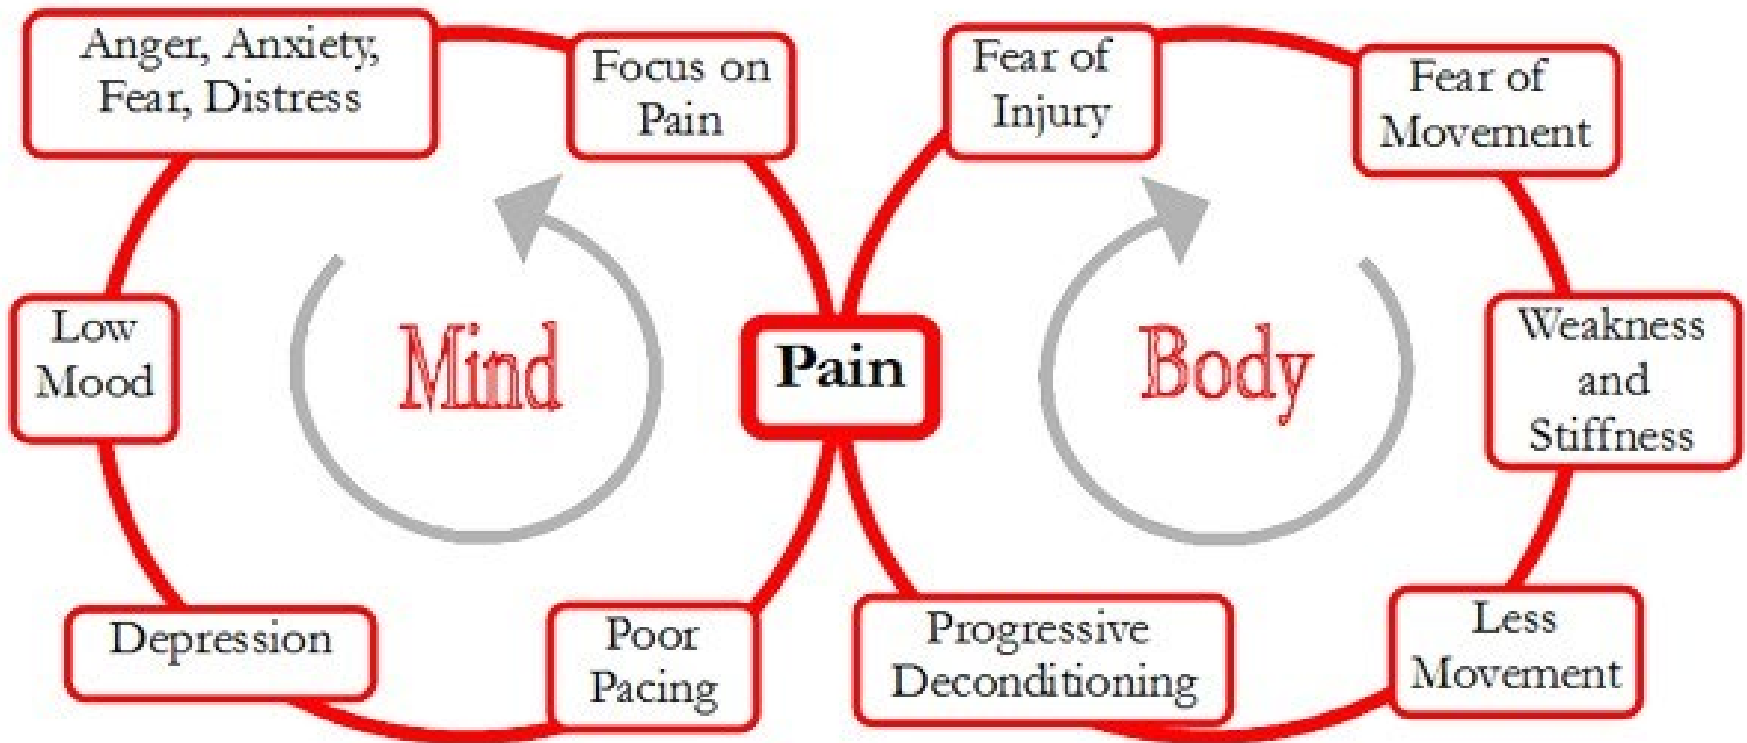 Anger, Anxiety,
Fear, Distress
Focus on
Pain
Fear of
Injury
Fear of
Movement
Low
Mood
Mind
Pain
Body
Weakness
and
Stiffness
Depression
Poor
Pacing
Progressive
Deconditioning
Less
Movement